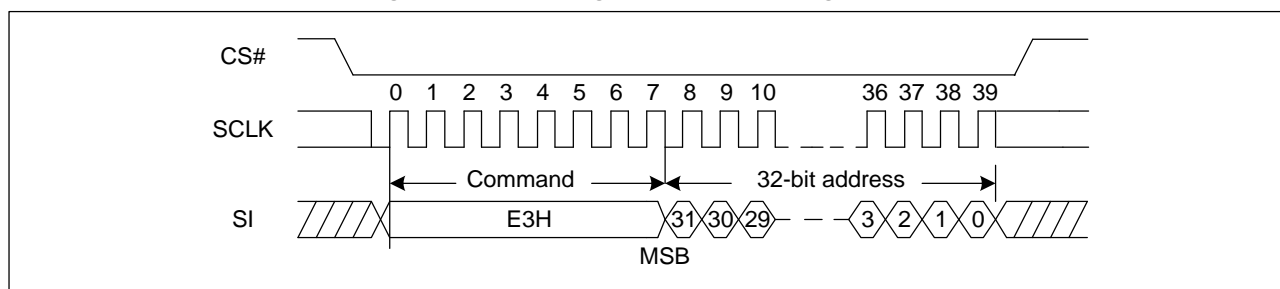 CS#
0 1 2 3 4 5 6 7 8 9 10 36 37 38 39
SCLK
Command 32-bit address
SI E3H 31 30 29 3 2 1 0
MSB